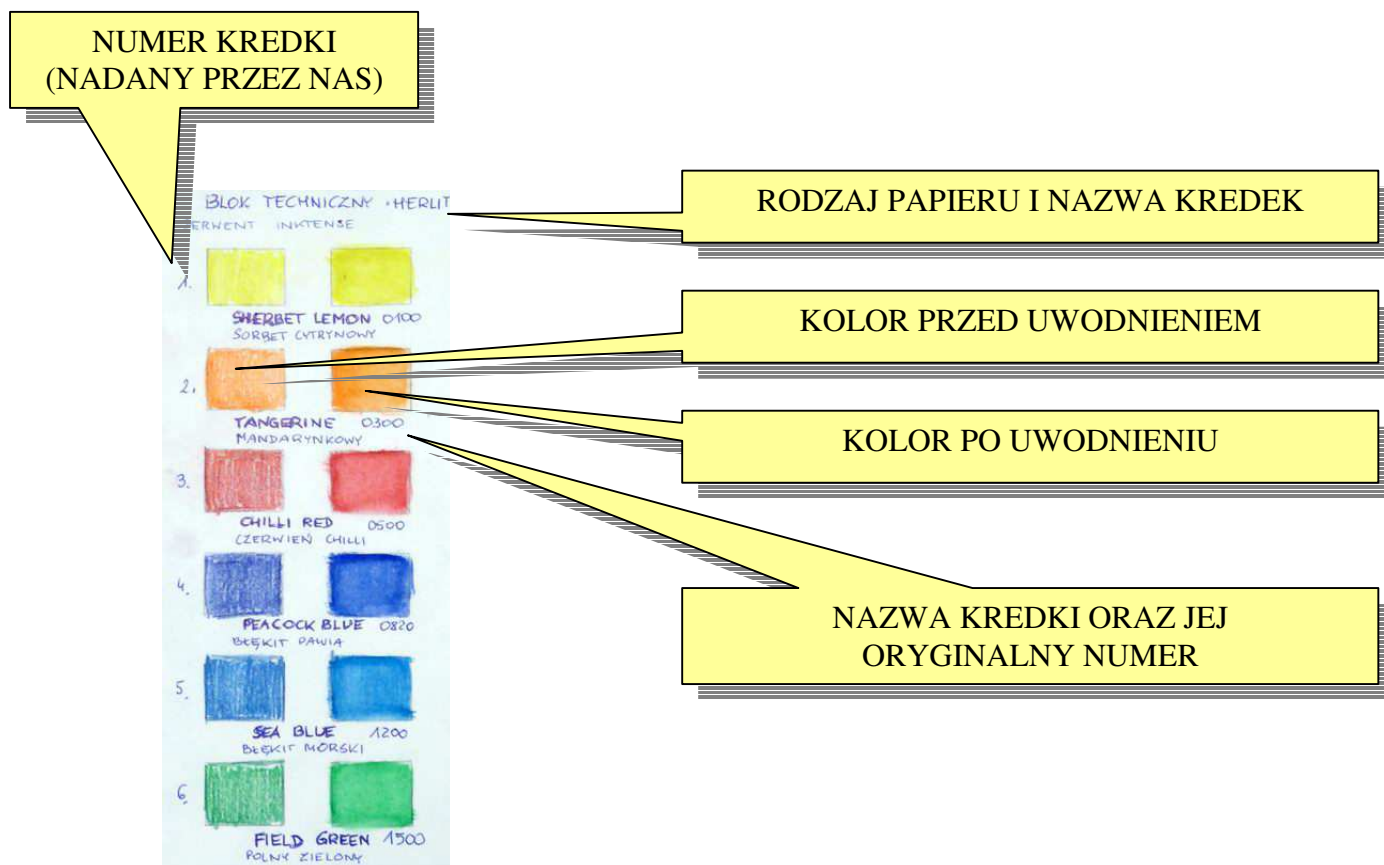 NUMER KREDKI
(NADANY PRZEZ NAS)
RODZAJ PAPIERU I NAZWA KREDEK
KOLOR PRZED UWODNIENIEM
KOLOR PO UWODNIENIU
NAZWA KREDKI ORAZ JEJ
ORYGINALNY NUMER
BLOK TECHNICZNY • HERLIT
ERWENT INKTENSE
1.
SHERBET LEMON 0100
SORBET CYTRYNOWY
2.
TANGERINE 0300
MANDARYNKOWY
3.
CHILLI RED 0500
CZERWIEŃ CHILLI
4.
PEACOCK BLUE 0820
BŁĘKIT PAWIA
5.
SEA BLUE 1200
BŁĘKIT MORSKI
6.
FIELD GREEN 1500
POLNY ZIELONY